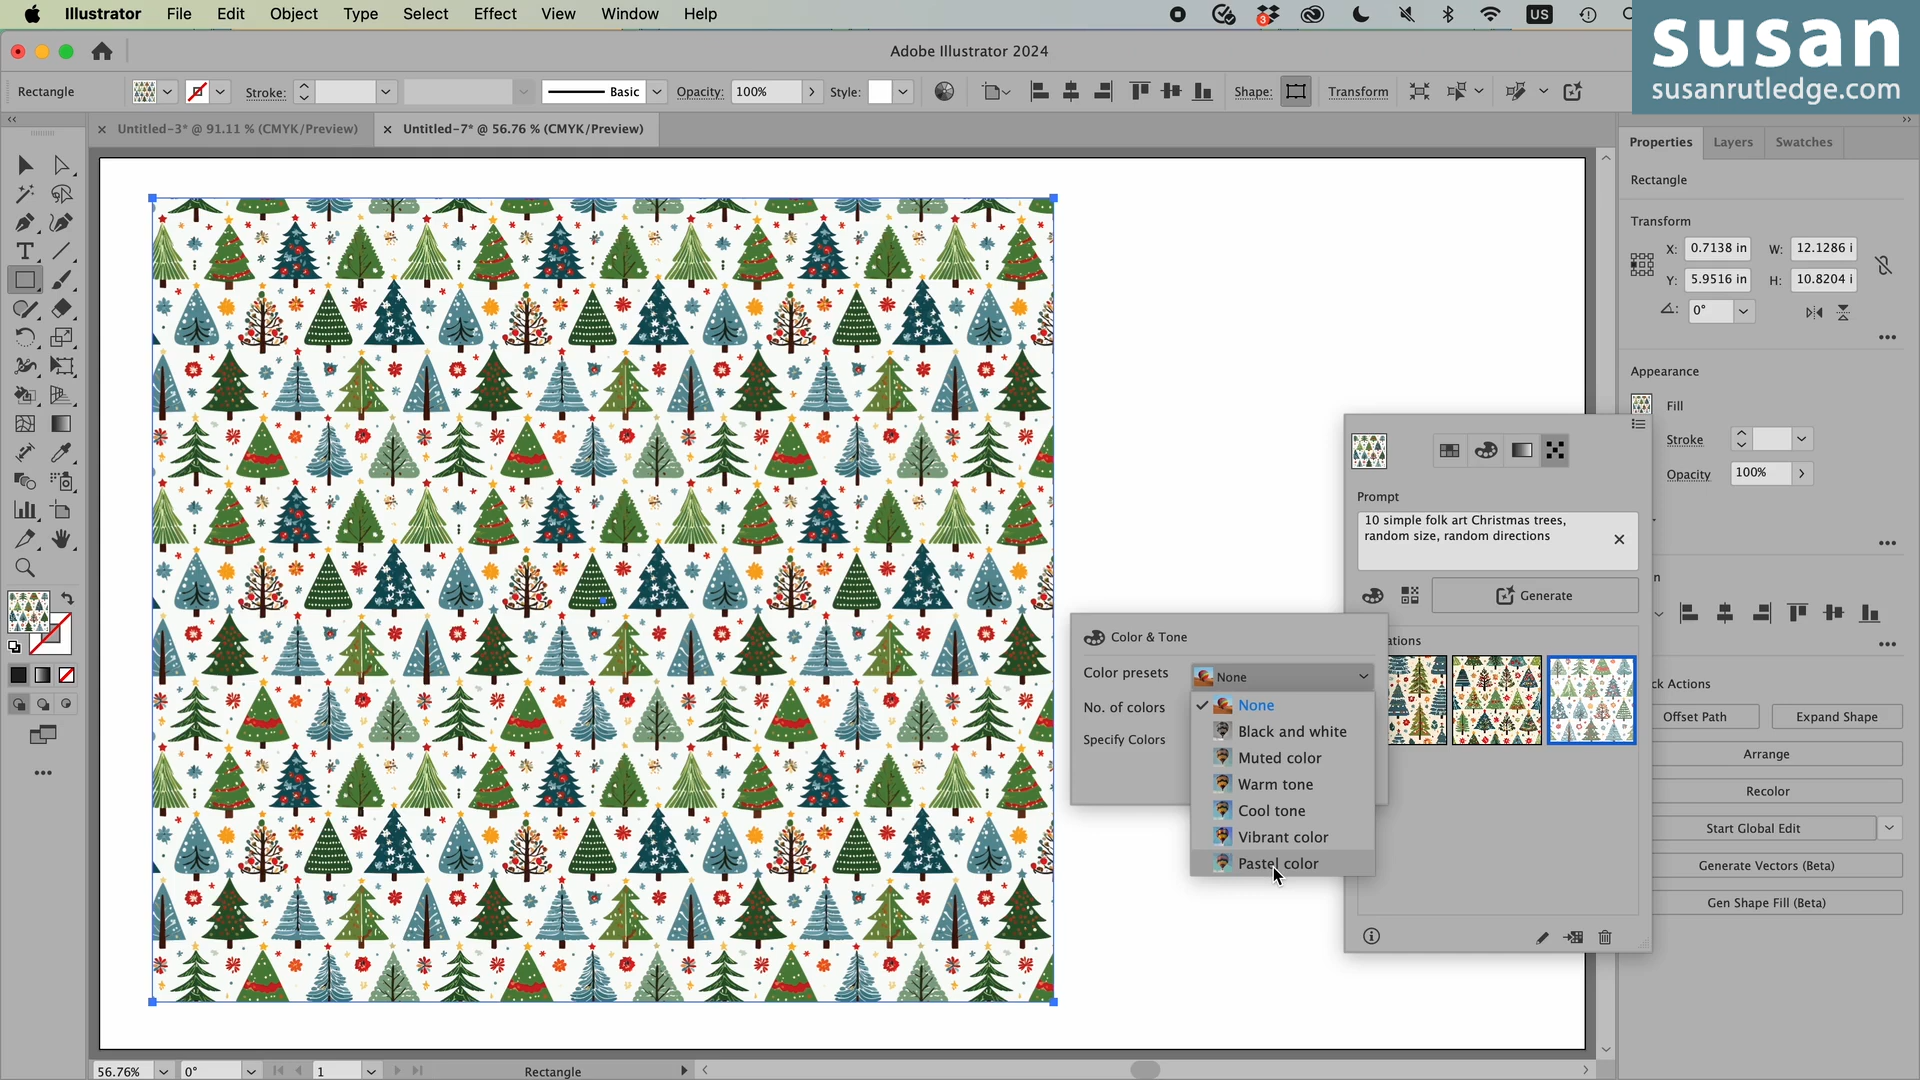 Illustrator File Edit Object Type Select Effect View Window Help
3
US
susan
susanrutledge.com
Adobe Illustrator 2024
Rectangle
Stroke:
Basic
Opacity: 100%
Style:
Shape:
Transform
Untitled-3* @ 91.11 % (CMYK/Preview)
Untitled-7* @ 56.76 % (CMYK/Preview)
Properties Layers Swatches
Rectangle
Transform
X: 0.7138 in W: 12.1286 i
Y: 5.9516 in H: 10.8204 i
0°
Appearance
Fill
Stroke
Opacity 100%
Prompt
10 simple folk art Christmas trees,
random size, random directions
Generate
ations
Color & Tone
Color presets None
No. of colors
Specify Colors
None
Black and white
Muted color
Warm tone
Cool tone
Vibrant color
Pastel color
n
ck Actions
Offset Path Expand Shape
Arrange
Recolor
Start Global Edit
Generate Vectors (Beta)
Gen Shape Fill (Beta)
56.76% 0° 1 Rectangle